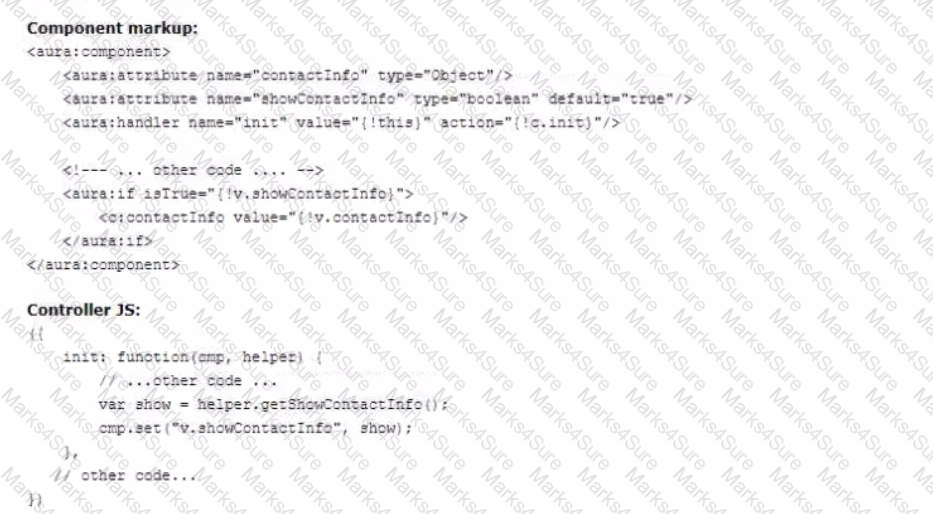 Component markup:
<aura:component>
<aura:attribute name="contactInfo" type="Object"/>
<aura:attribute name="showContactInfo" type="boolean" default="true"/>
<aura:handler name="init" value="{!this}" action="{!c.init}"/>
<!--- ... other code .... -->
<aura:if isTrue="{!v.showContactInfo}">
<c:contactInfo value="{!v.contactInfo}"/>
</aura:if>
</aura:component>
Controller JS:
({
init: function(cmp, helper) {
// ...other code ...
var show = helper.getShowContactInfo();
cmp.set("v.showContactInfo", show);
},
// other code...
})
Marks4Sure